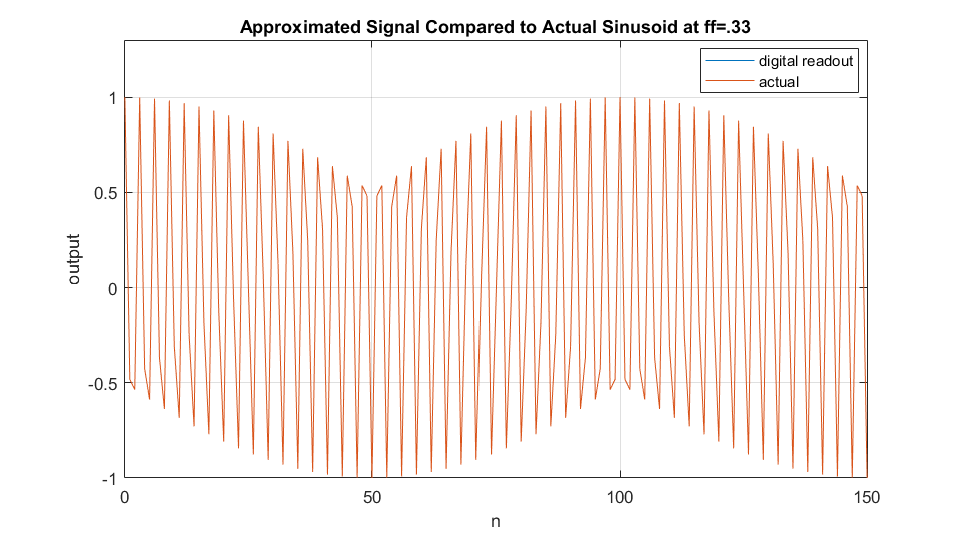 Approximated Signal Compared to Actual Sinusoid at ff=.33
digital readout
actual
1
0.5
0
-0.5
-1
output
0
50
100
150
n